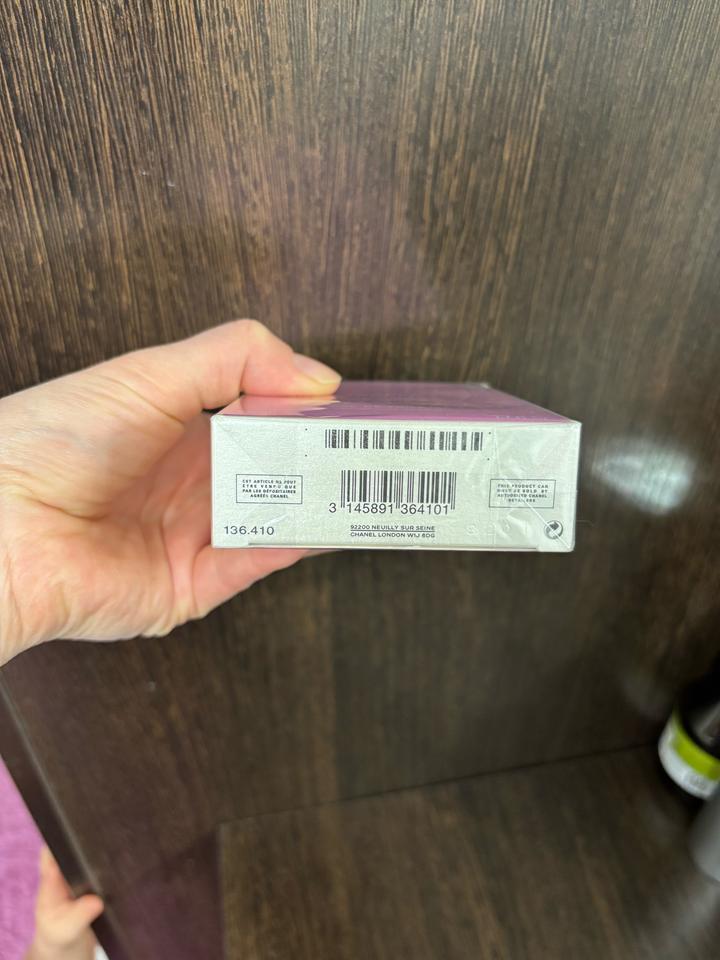 CET ARTICLE NE PEUT
ÊTRE VENDU QUE
PAR LES DÉPOSITAIRES
AGRÉÉS CHANEL
3 145891 364101
THIS PRODUCT CAN
ONLY BE SOLD BY
AUTHORIZED CHANEL
RETAILERS
136.410
92200 NEUILLY SUR SEINE
CHANEL LONDON W1J 6DG